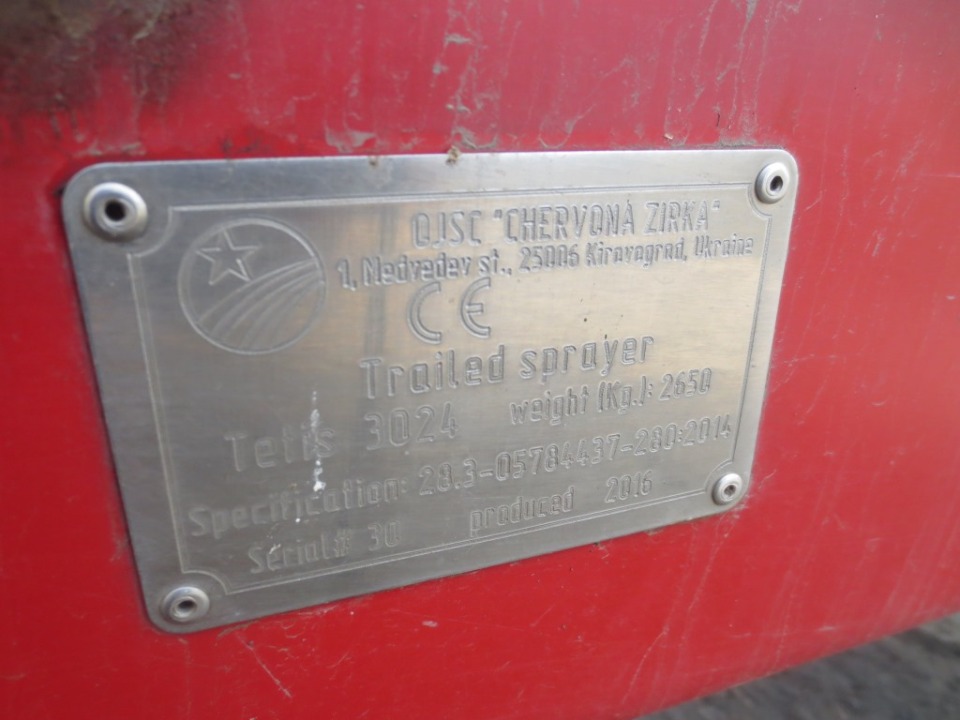 OJSC "CHERVONA ZIRKA"
1, Medvedev st., 25006 Kirovograd, Ukraine
CE
Trailed sprayer
Tetis 3024 weight (Kg.): 2650
Specification: 28.3-05784437-280:2014
Serial# 30 produced 2016